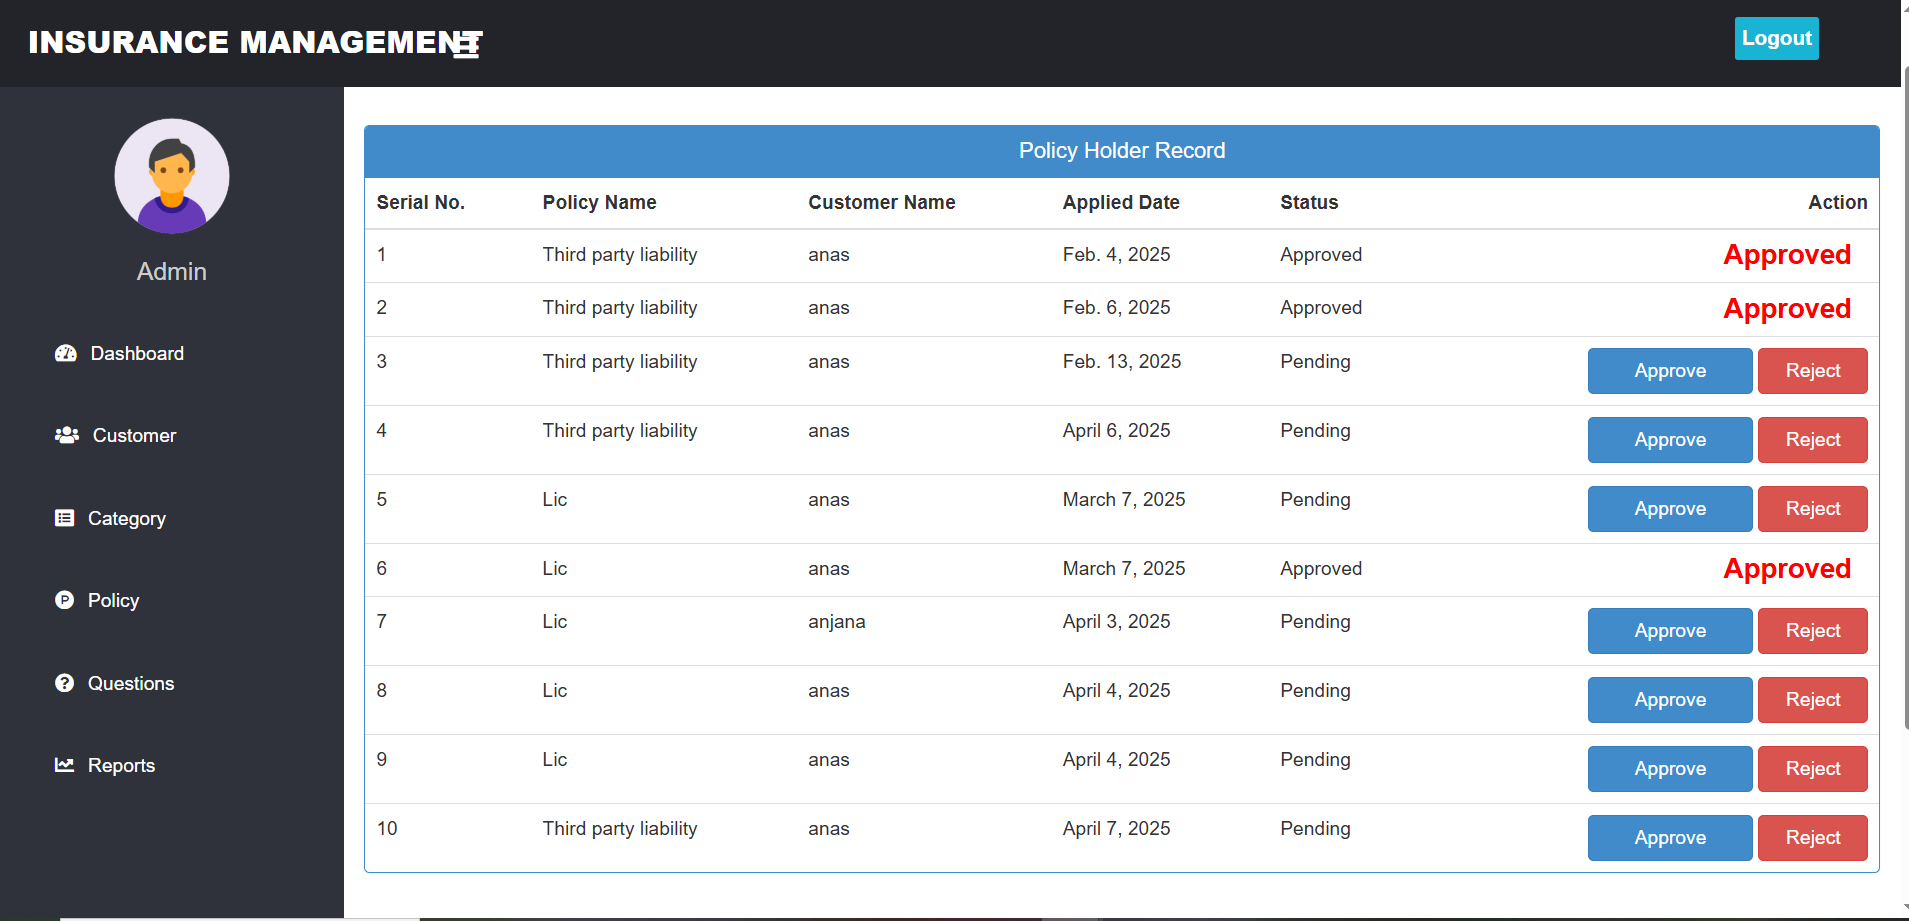 INSURANCE MANAGEMENT
Logout
Admin
Dashboard
Customer
Category
Policy
Questions
Reports
Policy Holder Record
Serial No. Policy Name Customer Name Applied Date Status Action
1 Third party liability anas Feb. 4, 2025 Approved Approved
2 Third party liability anas Feb. 6, 2025 Approved Approved
3 Third party liability anas Feb. 13, 2025 Pending Approve Reject
4 Third party liability anas April 6, 2025 Pending Approve Reject
5 Lic anas March 7, 2025 Pending Approve Reject
6 Lic anas March 7, 2025 Approved Approved
7 Lic anjana April 3, 2025 Pending Approve Reject
8 Lic anas April 4, 2025 Pending Approve Reject
9 Lic anas April 4, 2025 Pending Approve Reject
10 Third party liability anas April 7, 2025 Pending Approve Reject